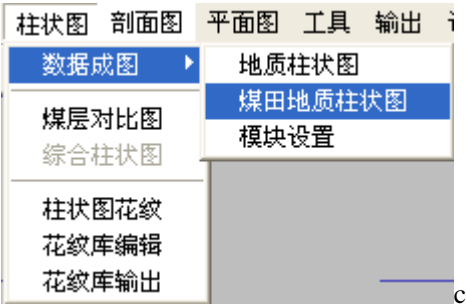 柱状图 剖面图 平面图 工具 输出
数据成图 地质柱状图
煤田地质柱状图
煤层对比图 模块设置
综合柱状图
柱状图花纹
花纹库编辑
花纹库输出
c